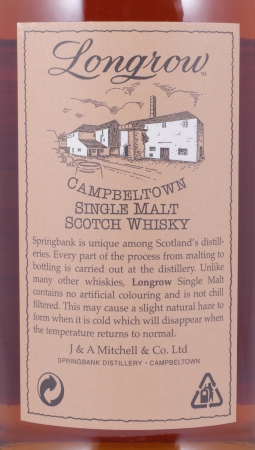 Longrow™
CAMPBELTOWN
SINGLE MALT
SCOTCH WHISKY
Springbank is unique among Scotland's distill-
eries. Every part of the process from malting to
bottling is carried out at the distillery. Unlike
many other whiskies, Longrow Single Malt
contains no artificial colouring and is not chill
filtered. This may cause a slight natural haze to
form when it is cold which will disappear when
the temperature returns to normal.
J & A Mitchell & Co. Ltd
SPRINGBANK DISTILLERY • CAMPBELTOWN